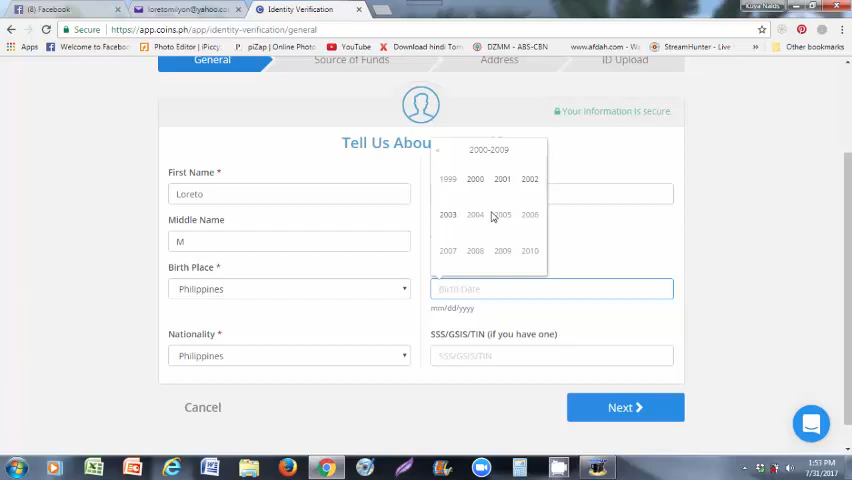 Facebook
loretomilyon@yahoo.co
Identity Verification
Kuya Naids
Secure
https://app.coins.ph/app/identity-verification/general
Apps
Welcome to Facebook
Photo Editor | iPiccy:
piZap | Online Photo
YouTube
Download hindi Tom
DZMM - ABS-CBN
www.afdah.com
StreamHunter - Live
Other bookmarks
General
Source of Funds
Address
ID Upload
Your information is secure.
Tell Us Abou
First Name *
Loreto
Middle Name
M
Birth Place *
Philippines
2000-2009
1999 2000 2001 2002
2003 2004 2005 2006
2007 2008 2009 2010
Birth Date
mm/dd/yyyy
Nationality *
Philippines
SSS/GSIS/TIN (if you have one)
SSS/GSIS/TIN
Cancel
Next
1:53 PM
7/31/2017